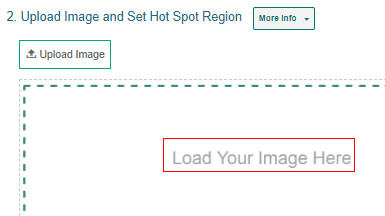 2. Upload Image and Set Hot Spot Region More Info
Upload Image
Load Your Image Here